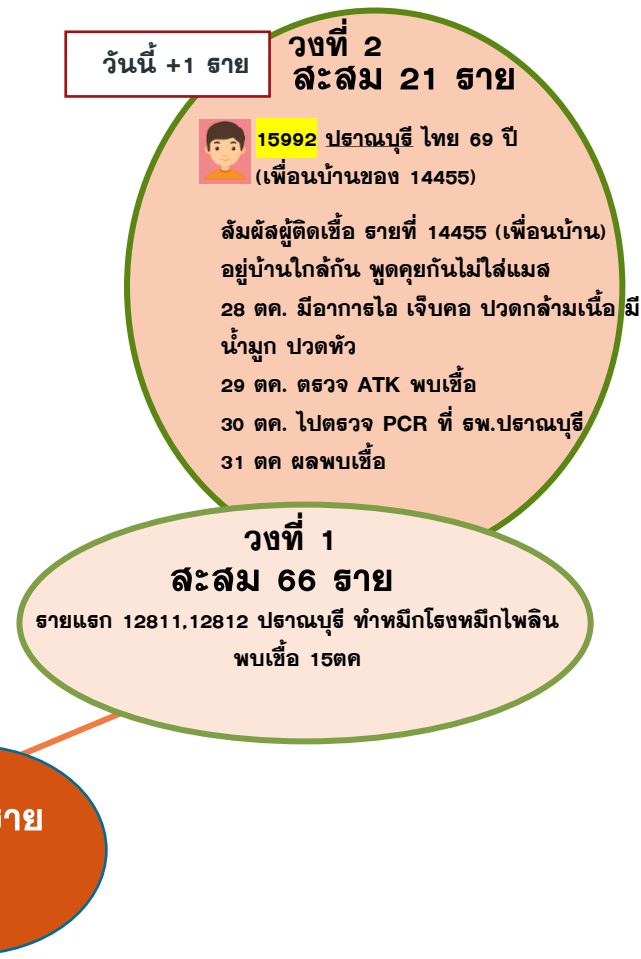 วันนี้ +1 ราย
วงที่ 2
สะสม 21 ราย
15992 ปราณบุรี ไทย 69 ปี
(เพื่อนบ้านของ 14455)
สัมผัสผู้ติดเชื้อ รายที่ 14455 (เพื่อนบ้าน)
อยู่บ้านใกล้กัน พูดคุยกันไม่ใส่แมส
28 ตค. มีอาการไอ เจ็บคอ ปวดกล้ามเนื้อ มี
น้ำมูก ปวดหัว
29 ตค. ตรวจ ATK พบเชื้อ
30 ตค. ไปตรวจ PCR ที่ รพ.ปราณบุรี
31 ตค ผลพบเชื้อ
วงที่ 1
สะสม 66 ราย
รายแรก 12811,12812 ปราณบุรี ทำหมึกโรงหมึกไพลิน
พบเชื้อ 15ตค
ราย